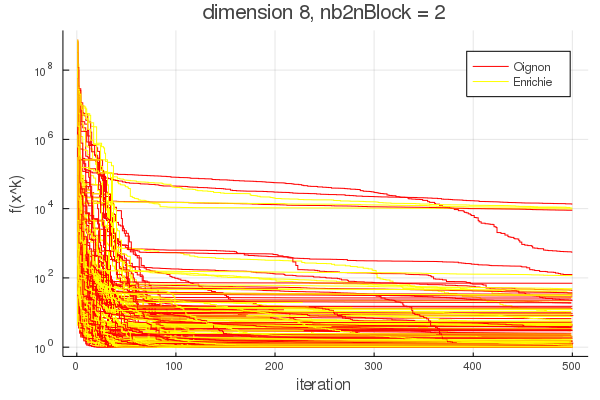 dimension 8, nb2nBlock = 2
Oignon
Enrichie
10^8
10^6
10^4
10^2
10^0
f(x^k)
0 100 200 300 400 500
iteration